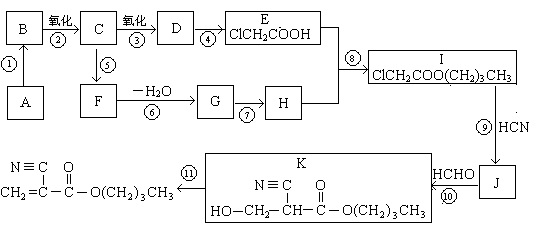 B 氧化 ② C 氧化 ③ D ④ E ClCH₂COOH
① ⑤ ⑧ I ClCH₂COO(CH₂)₃CH₃
A F －H₂O ⑥ G ⑦ H
⑨ HCN
K
N≡C O
CH₂=C－C－O(CH₂)₃CH₃ ⑪
N≡C O
HO－CH₂－CH－C－O(CH₂)₃CH₃
HCHO ⑩ J